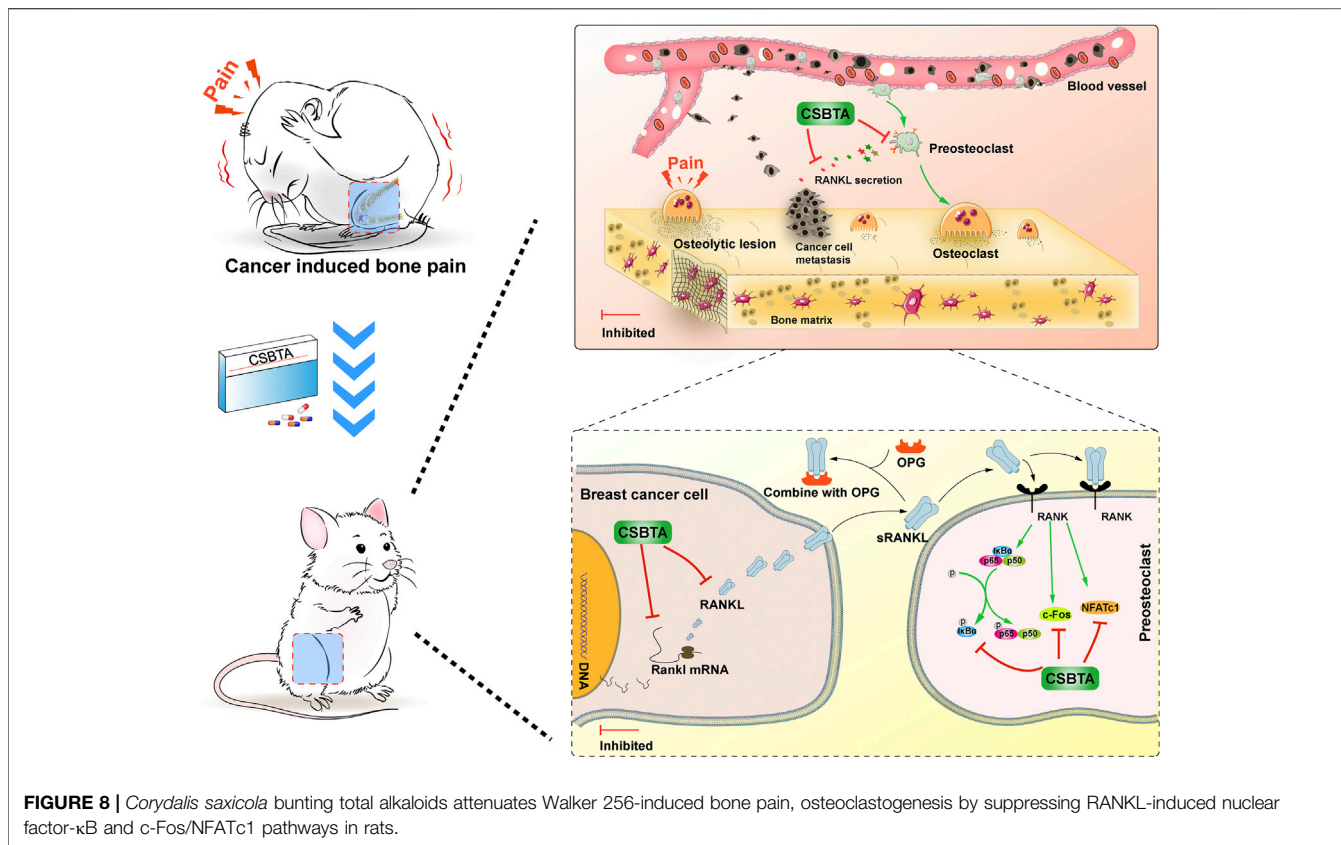 Pain
Cancer induced bone pain
CSBTA
Blood vessel
CSBTA
Preosteoclast
Pain
RANKL secretion
Osteolytic lesion
Cancer cell
metastasis
Osteoclast
Bone matrix
Inhibited
OPG
Combine with OPG
Breast cancer cell
CSBTA
sRANKL
RANK
RANK
RANKL
Rankl mRNA
DNA
Inhibited
IκBα
p65
p50
P
P
IκBα
P
p65
p50
c-Fos
NFATc1
CSBTA
Preosteoclast
FIGURE 8 | Corydalis saxicola bunting total alkaloids attenuates Walker 256-induced bone pain, osteoclastogenesis by suppressing RANKL-induced nuclear
factor-κB and c-Fos/NFATc1 pathways in rats.